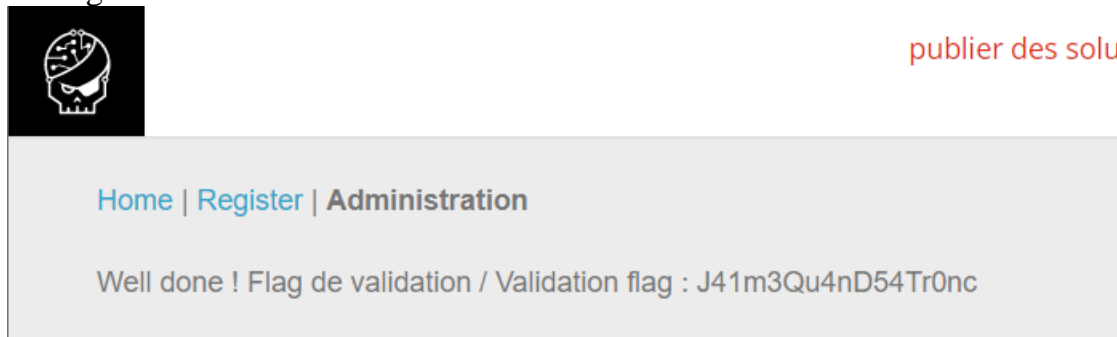 publier des solu
Home | Register | Administration
Well done ! Flag de validation / Validation flag : J41m3Qu4nD54Tr0nc